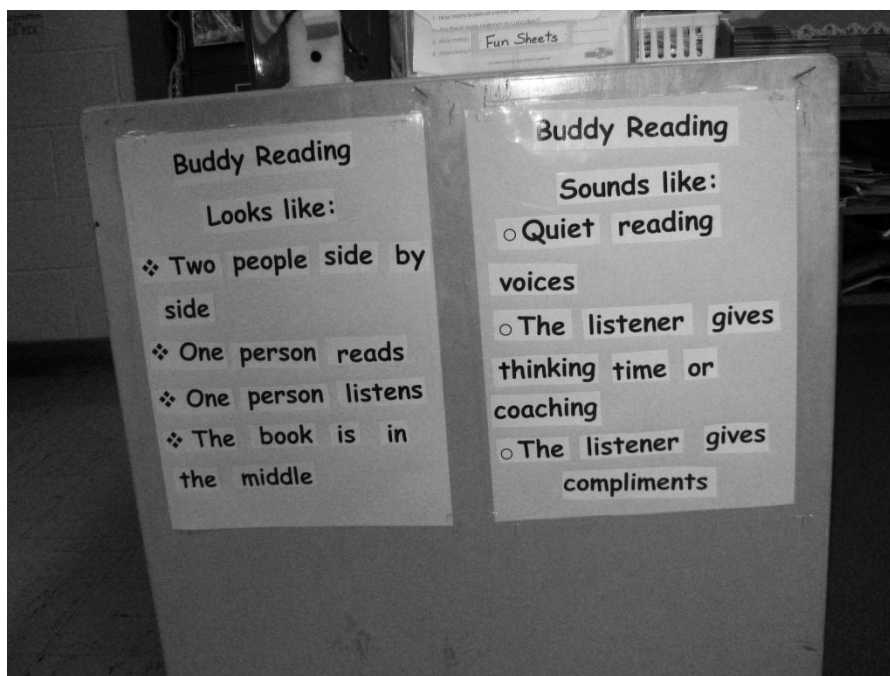 Fun Sheets
Buddy Reading
Looks like:
❖ Two people side by
side
❖ One person reads
❖ One person listens
❖ The book is in
the middle
Buddy Reading
Sounds like:
○ Quiet reading
voices
○ The listener gives
thinking time or
coaching
○ The listener gives
compliments